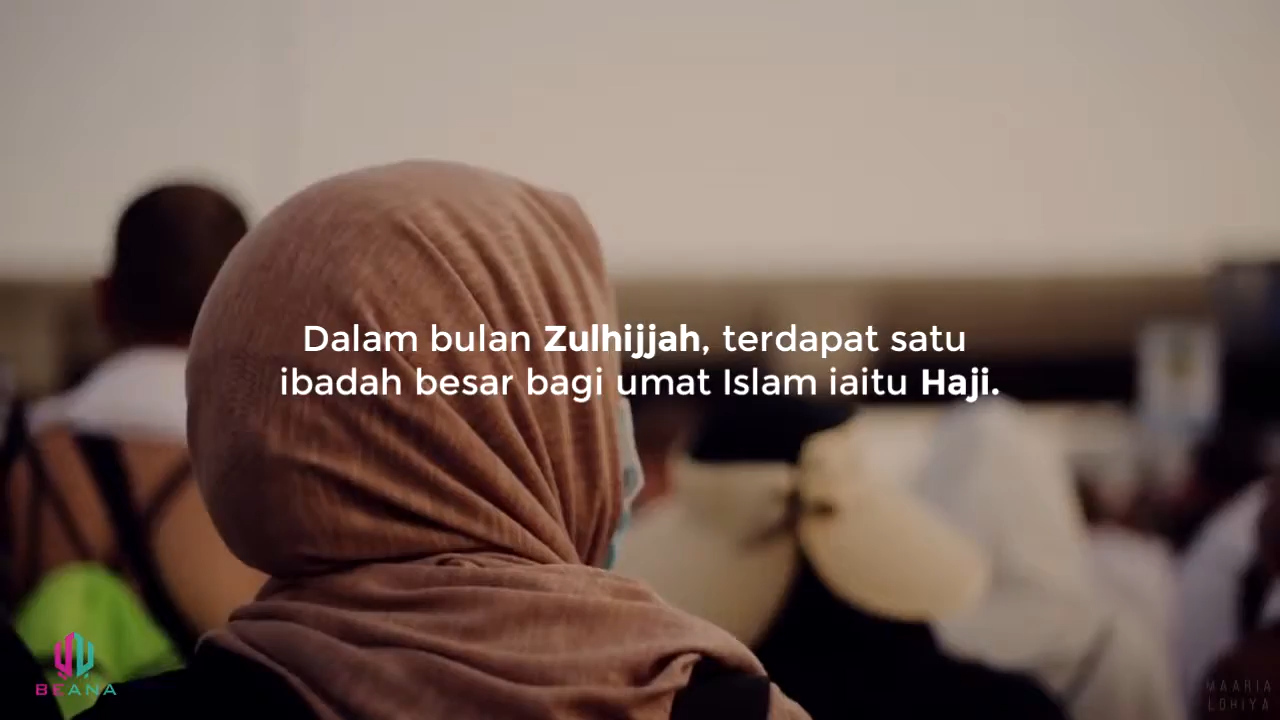 Dalam bulan Zulhijjah, terdapat satu
ibadah besar bagi umat Islam iaitu Haji.
BEANA
MAARIA
LOHIYA